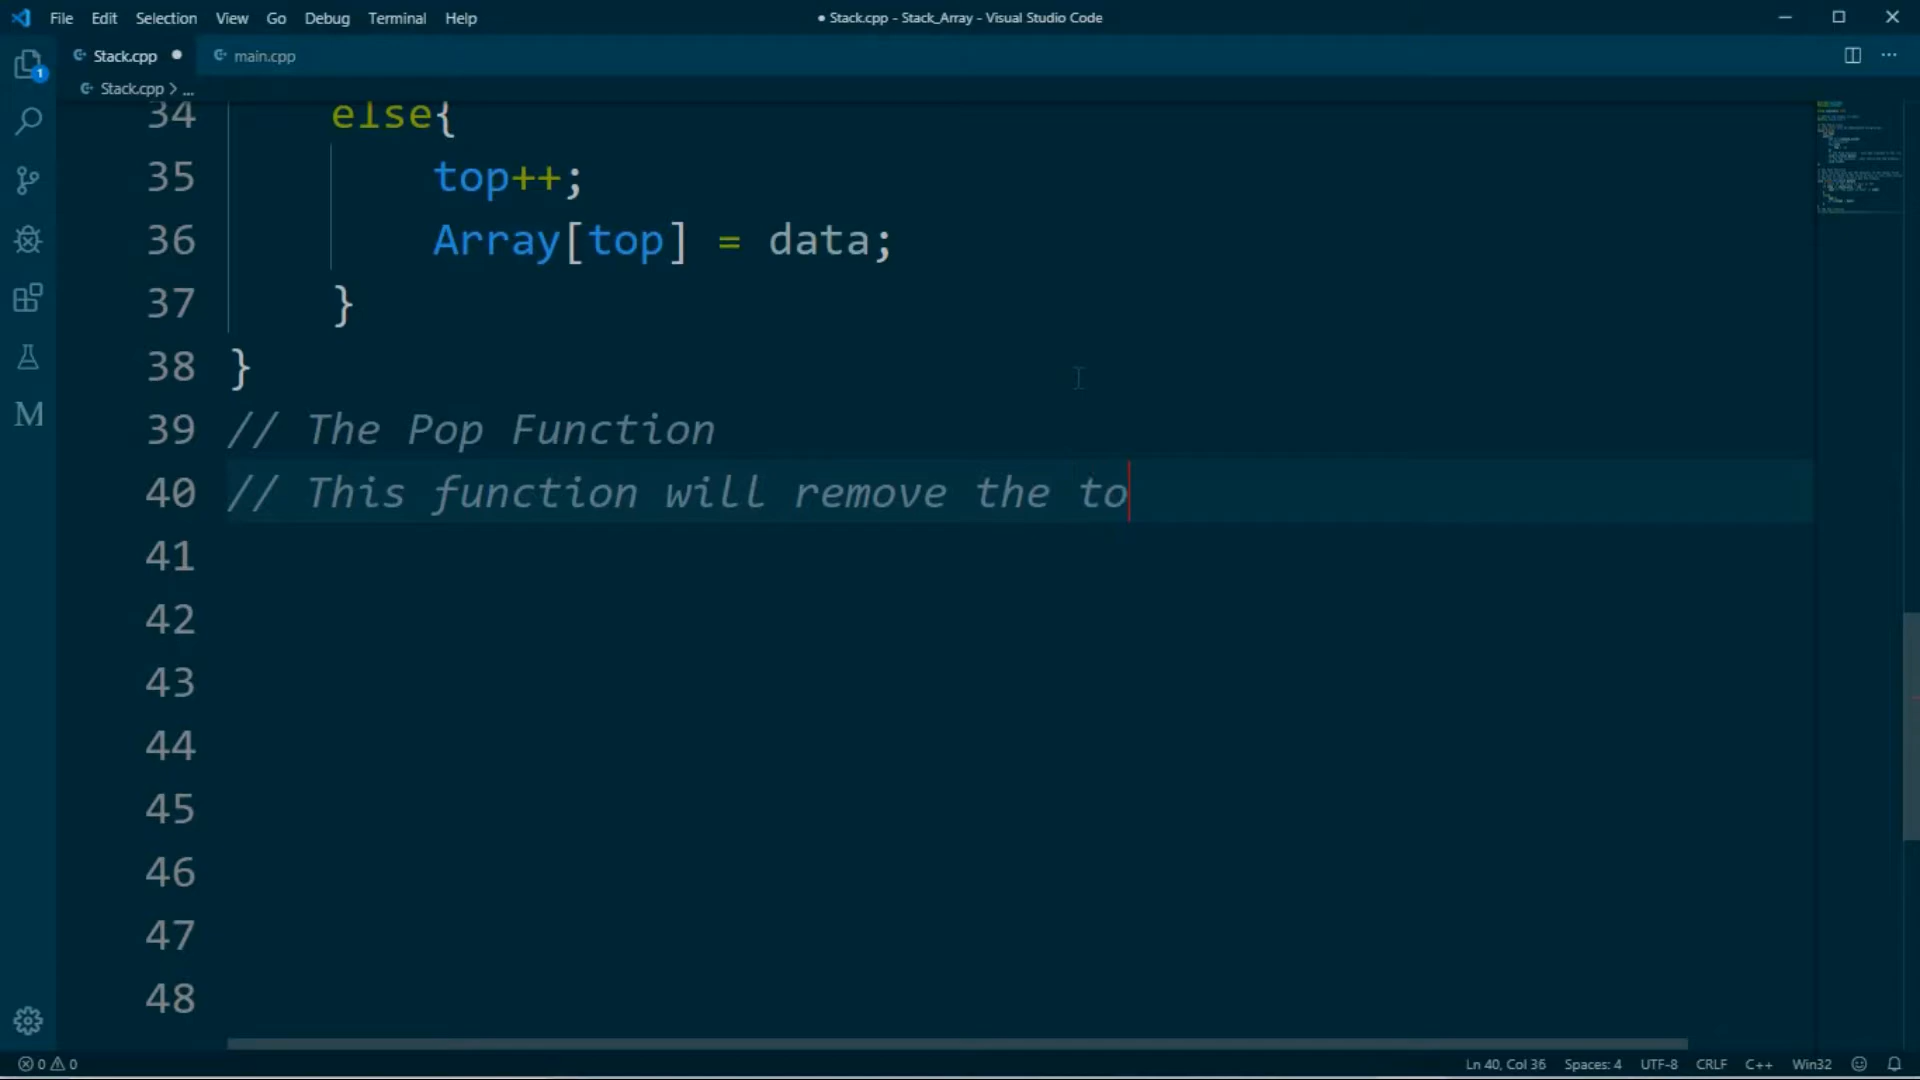 File Edit Selection View Go Debug Terminal Help
● Stack.cpp - Stack_Array - Visual Studio Code
Stack.cpp ● main.cpp
Stack.cpp > ...
1
34 else{
35 top++;
36 Array[top] = data;
37 }
38 }
39 // The Pop Function
40 // This function will remove the to
41
42
43
44
45
46
47
48
M
0 0
Ln 40, Col 36 Spaces: 4 UTF-8 CRLF C++ Win32